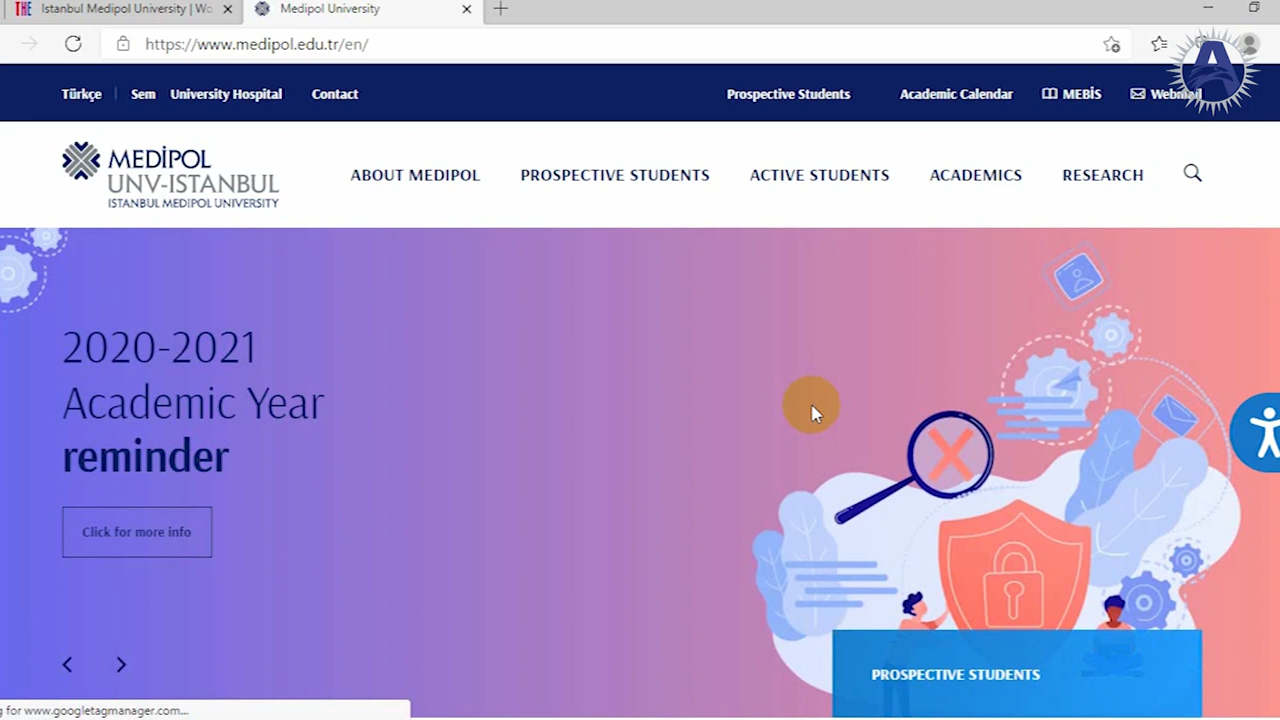 THE Istanbul Medipol University | Wo
Medipol University
https://www.medipol.edu.tr/en/
Türkçe Sem University Hospital Contact Prospective Students Academic Calendar MEBİS Webmail
MEDİPOL
UNV-ISTANBUL
ISTANBUL MEDIPOL UNIVERSITY
ABOUT MEDIPOL PROSPECTIVE STUDENTS ACTIVE STUDENTS ACADEMICS RESEARCH
2020-2021
Academic Year
reminder
Click for more info
PROSPECTIVE STUDENTS
g for www.googletagmanager.com...